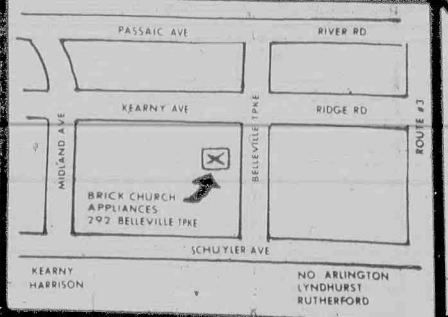 PASSAIC AVE
RIVER RD
KEARNY AVE
RIDGE RD
MIDLAND AVE
BELLEVILLE TPKE
ROUTE #3
BRICK CHURCH
APPLIANCES
292 BELLEVILLE TPKE
SCHUYLER AVE
KEARNY
HARRISON
NO ARLINGTON
LYNDHURST
RUTHERFORD